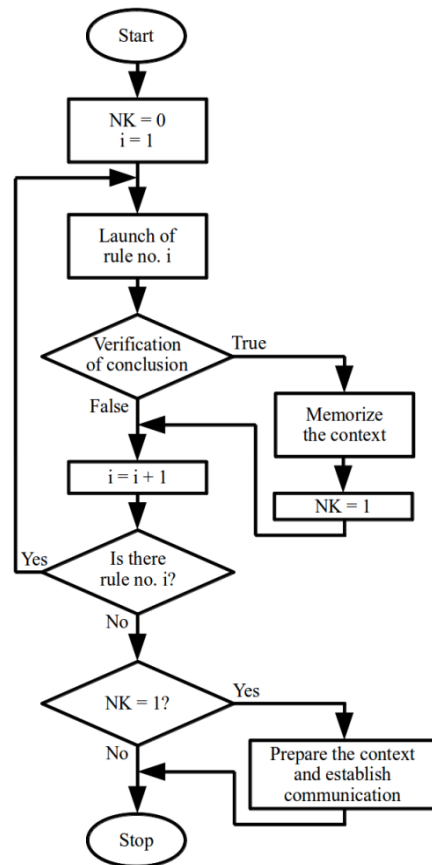 Start
NK = 0
i = 1
Launch of
rule no. i
Verification
of conclusion
True
False
Memorize
the context
i = i + 1
NK = 1
Yes
Is there
rule no. i?
No
NK = 1?
Yes
No
Prepare the context
and establish
communication
Stop